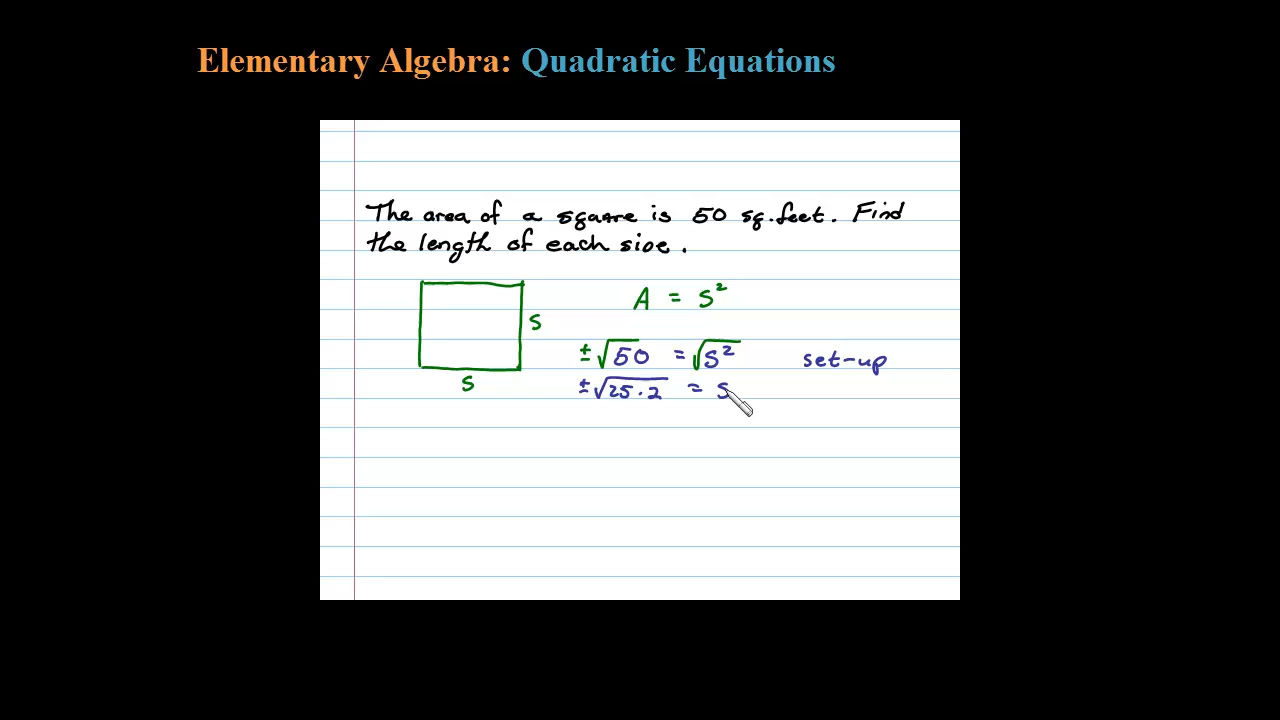 Elementary Algebra: Quadratic Equations
The area of a square is 50 sq. feet. Find
the length of each side.
A = s²
s
±√50 = √s² set-up
±√25·2 = s
s